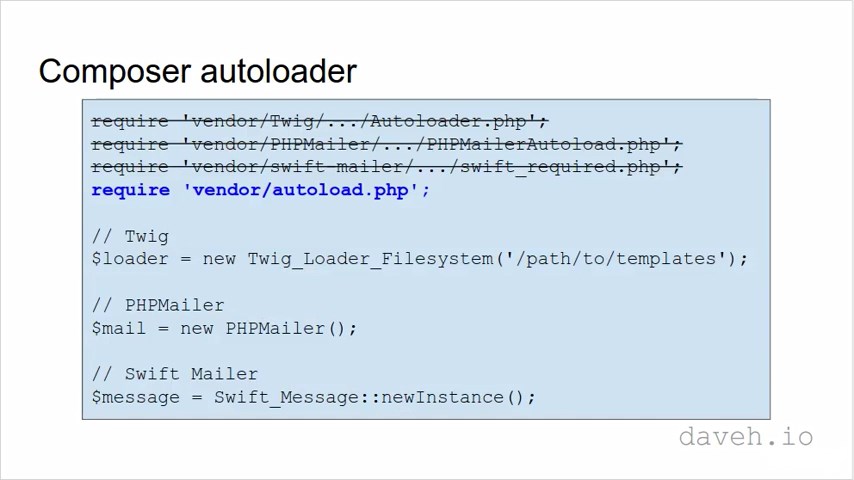 Composer autoloader
require 'vendor/Twig/.../Autoloader.php';
require 'vendor/PHPMailer/.../PHPMailerAutoload.php';
require 'vendor/swift-mailer/.../swift_required.php';
require 'vendor/autoload.php';
// Twig
$loader = new Twig_Loader_Filesystem('/path/to/templates');
// PHPMailer
$mail = new PHPMailer();
// Swift Mailer
$message = Swift_Message::newInstance();
daveh.io